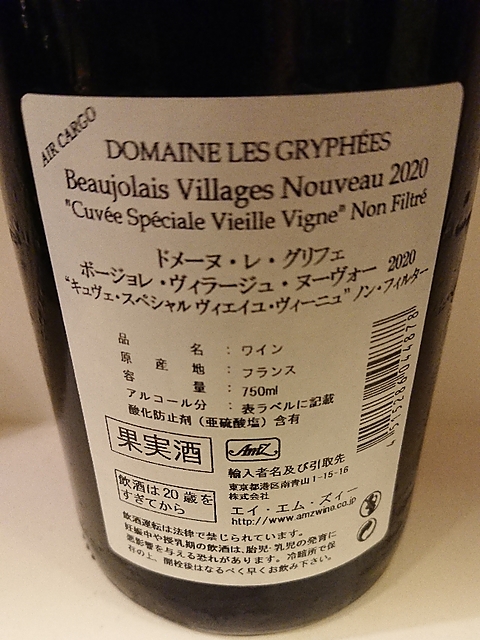 AIR CARGO
DOMAINE LES GRYPHÉES
Beaujolais Villages Nouveau 2020
"Cuvée Spéciale Vieille Vigne" Non Filtré
ドメーヌ・レ・グリフェ
ボージョレ・ヴィラージュ・ヌーヴォー 2020
“キュヴェ・スペシャル ヴィエイユ・ヴィーニュ” ノン・フィルター
品名：ワイン
原産地：フランス
容量：750ml
アルコール分：表ラベルに記載
酸化防止剤（亜硫酸塩）含有
果実酒
AMZ
輸入者名及び引取先
東京都港区南青山1-15-16
株式会社
エイ・エム・ズィー
http://www.amzwine.co.jp
飲酒は20歳を
すぎてから
飲酒運転は法律で禁じられています。
妊娠中や授乳期の飲酒は、胎児・乳児の発育に
悪影響を与える恐れがあります。冷暗所で保
存の上、開栓後はなるべく早くお飲み下さい。